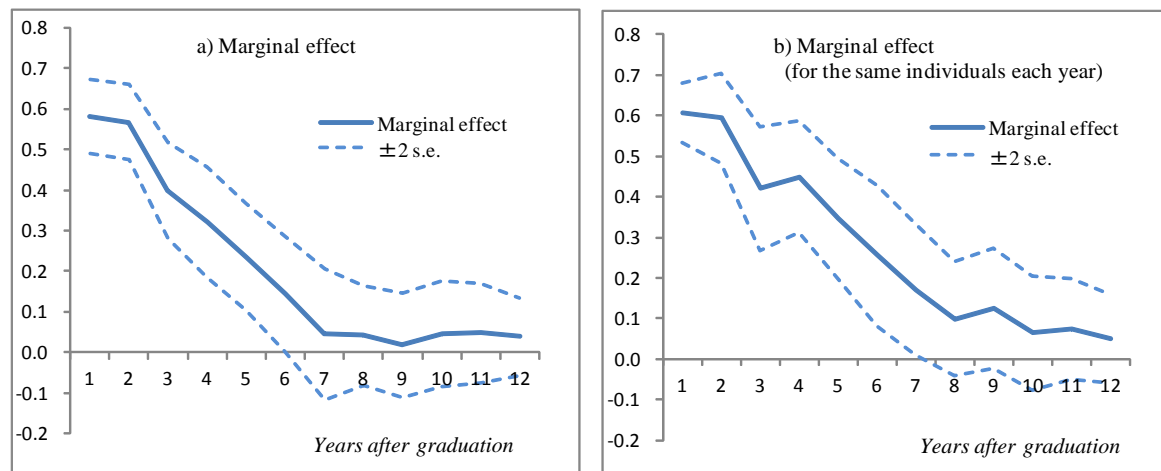 a) Marginal effect
Marginal effect
±2 s.e.
0.8
0.7
0.6
0.5
0.4
0.3
0.2
0.1
0.0
-0.1
-0.2
1 2 3 4 5 6 7 8 9 10 11 12
Years after graduation
b) Marginal effect
(for the same individuals each year)
Marginal effect
±2 s.e.
0.8
0.7
0.6
0.5
0.4
0.3
0.2
0.1
0.0
-0.1
-0.2
1 2 3 4 5 6 7 8 9 10 11 12
Years after graduation